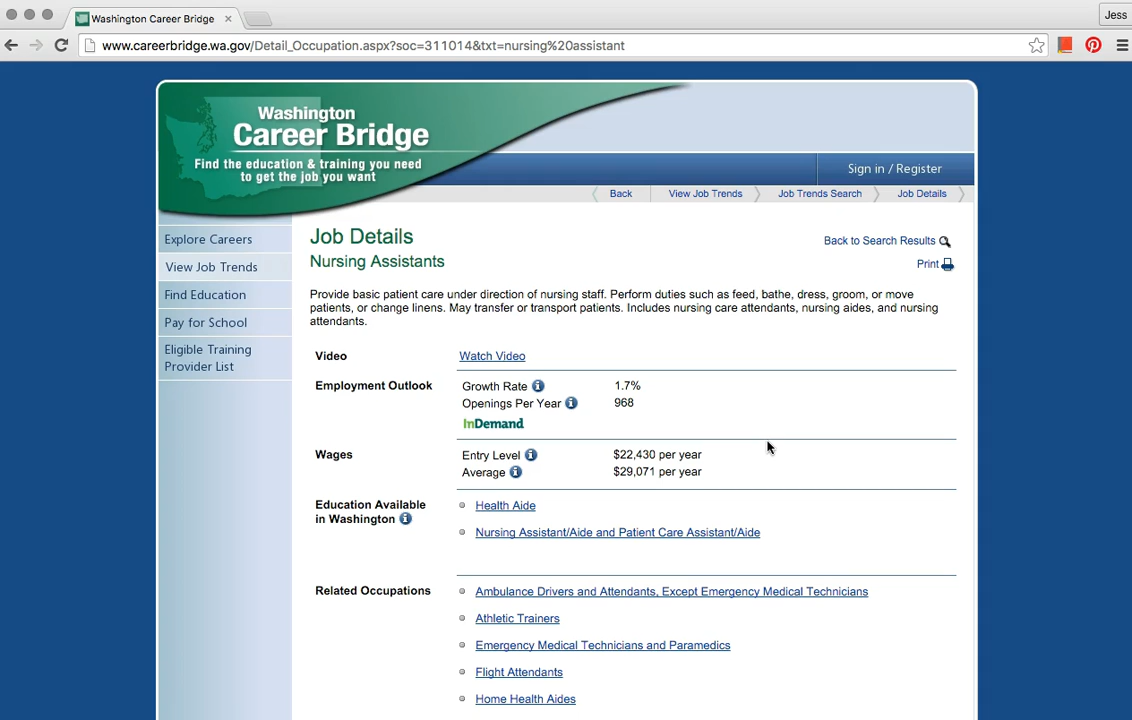 Washington Career Bridge
Jess
www.careerbridge.wa.gov/Detail_Occupation.aspx?soc=311014&txt=nursing%20assistant
Washington
Career Bridge
Find the education & training you need
to get the job you want
Sign in / Register
Back
View Job Trends
Job Trends Search
Job Details
Explore Careers
View Job Trends
Find Education
Pay for School
Eligible Training
Provider List
Job Details
Back to Search Results
Nursing Assistants
Print
Provide basic patient care under direction of nursing staff. Perform duties such as feed, bathe, dress, groom, or move
patients, or change linens. May transfer or transport patients. Includes nursing care attendants, nursing aides, and nursing
attendants.
Video Watch Video
Employment Outlook Growth Rate 1.7%
Openings Per Year 968
InDemand
Wages Entry Level $22,430 per year
Average $29,071 per year
Education Available Health Aide
in Washington
Nursing Assistant/Aide and Patient Care Assistant/Aide
Related Occupations Ambulance Drivers and Attendants, Except Emergency Medical Technicians
Athletic Trainers
Emergency Medical Technicians and Paramedics
Flight Attendants
Home Health Aides